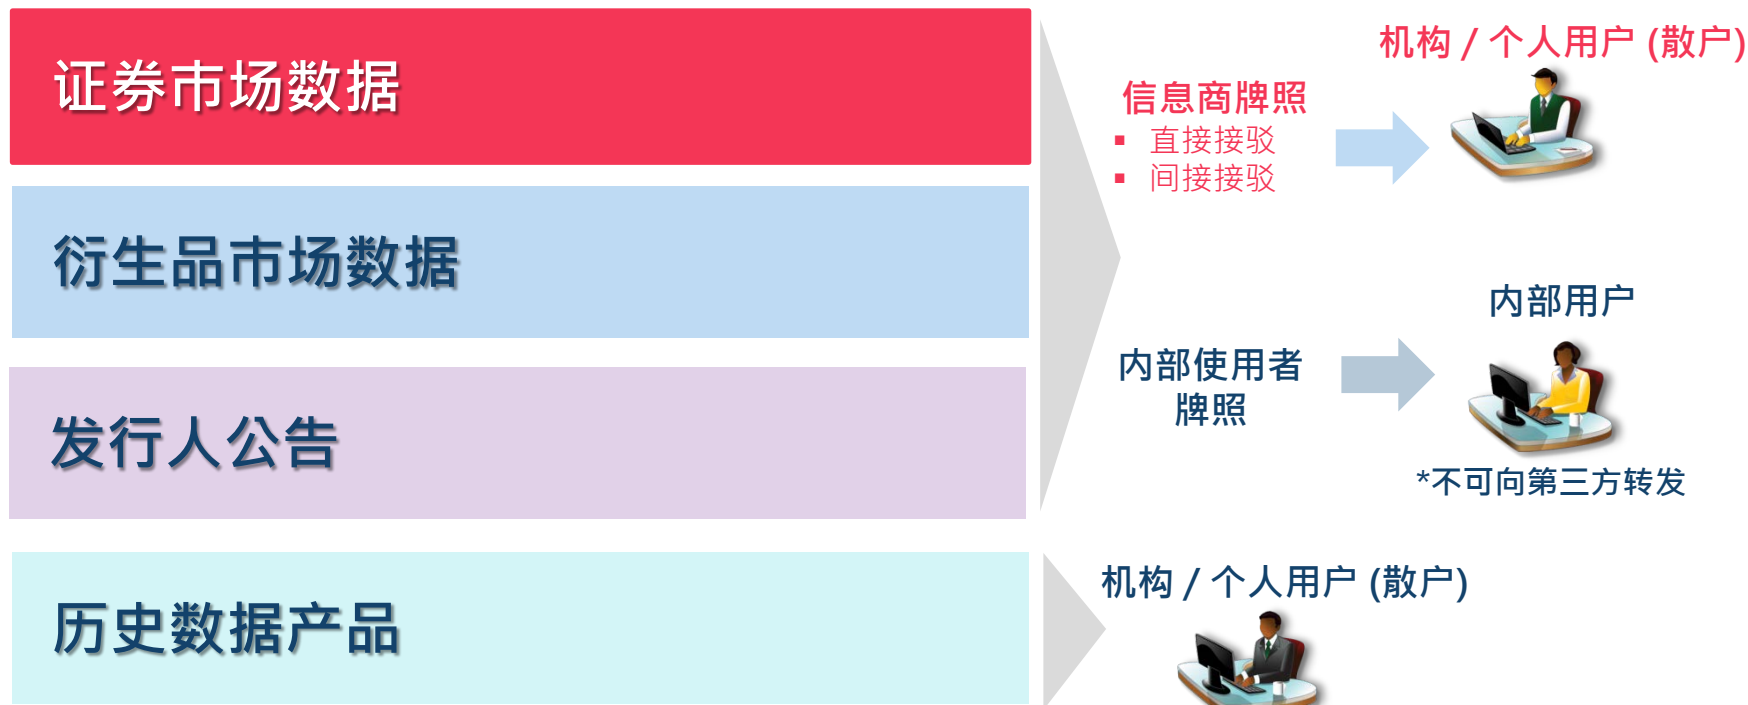 证券市场数据
衍生品市场数据
发行人公告
历史数据产品
信息商牌照
▪ 直接接驳
▪ 间接接驳
机构 / 个人用户 (散户)
内部使用者
牌照
内部用户
*不可向第三方转发
机构 / 个人用户 (散户)